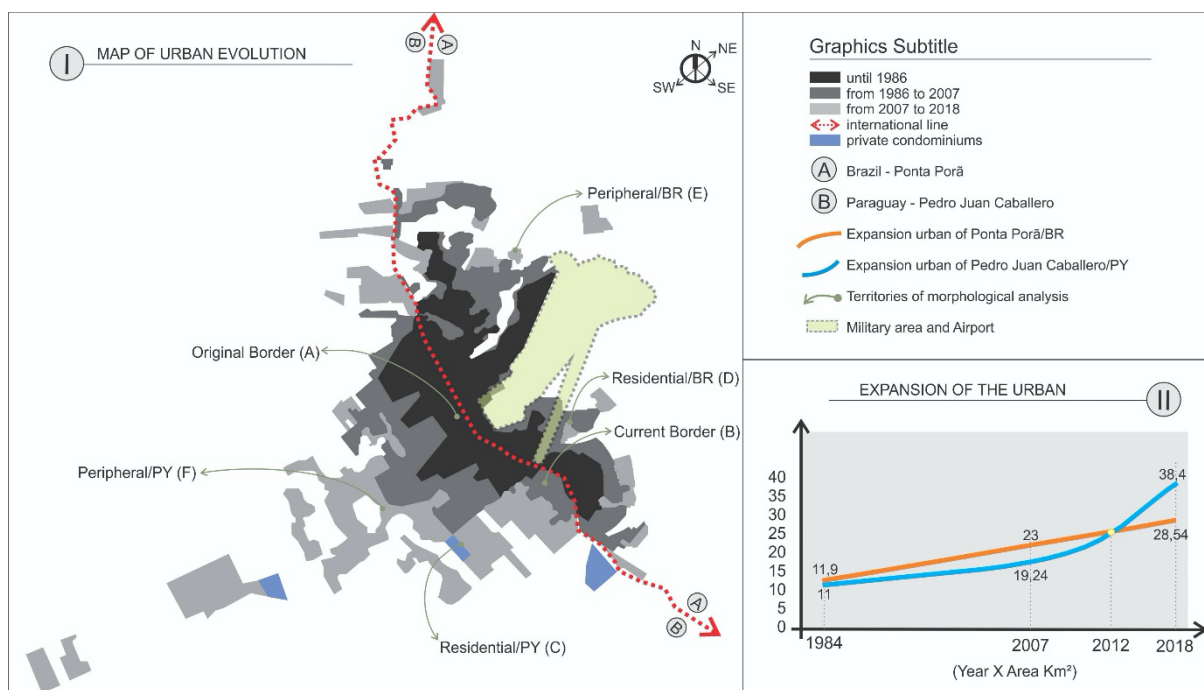 I
MAP OF URBAN EVOLUTION
B
A
N
NE
SW
SE
Peripheral/BR (E)
Original Border (A)
Residential/BR (D)
Current Border (B)
Peripheral/PY (F)
Residential/PY (C)
A
B
Graphics Subtitle
until 1986
from 1986 to 2007
from 2007 to 2018
international line
private condominiums
A Brazil - Ponta Porã
B Paraguay - Pedro Juan Caballero
Expansion urban of Ponta Porã/BR
Expansion urban of Pedro Juan Caballero/PY
Territories of morphological analysis
Military area and Airport
EXPANSION OF THE URBAN
II
40
35
30
25
20
15
10
5
0
11,9
11
23
19,24
38,4
28,54
1984
2007
2012
2018
(Year X Area Km²)